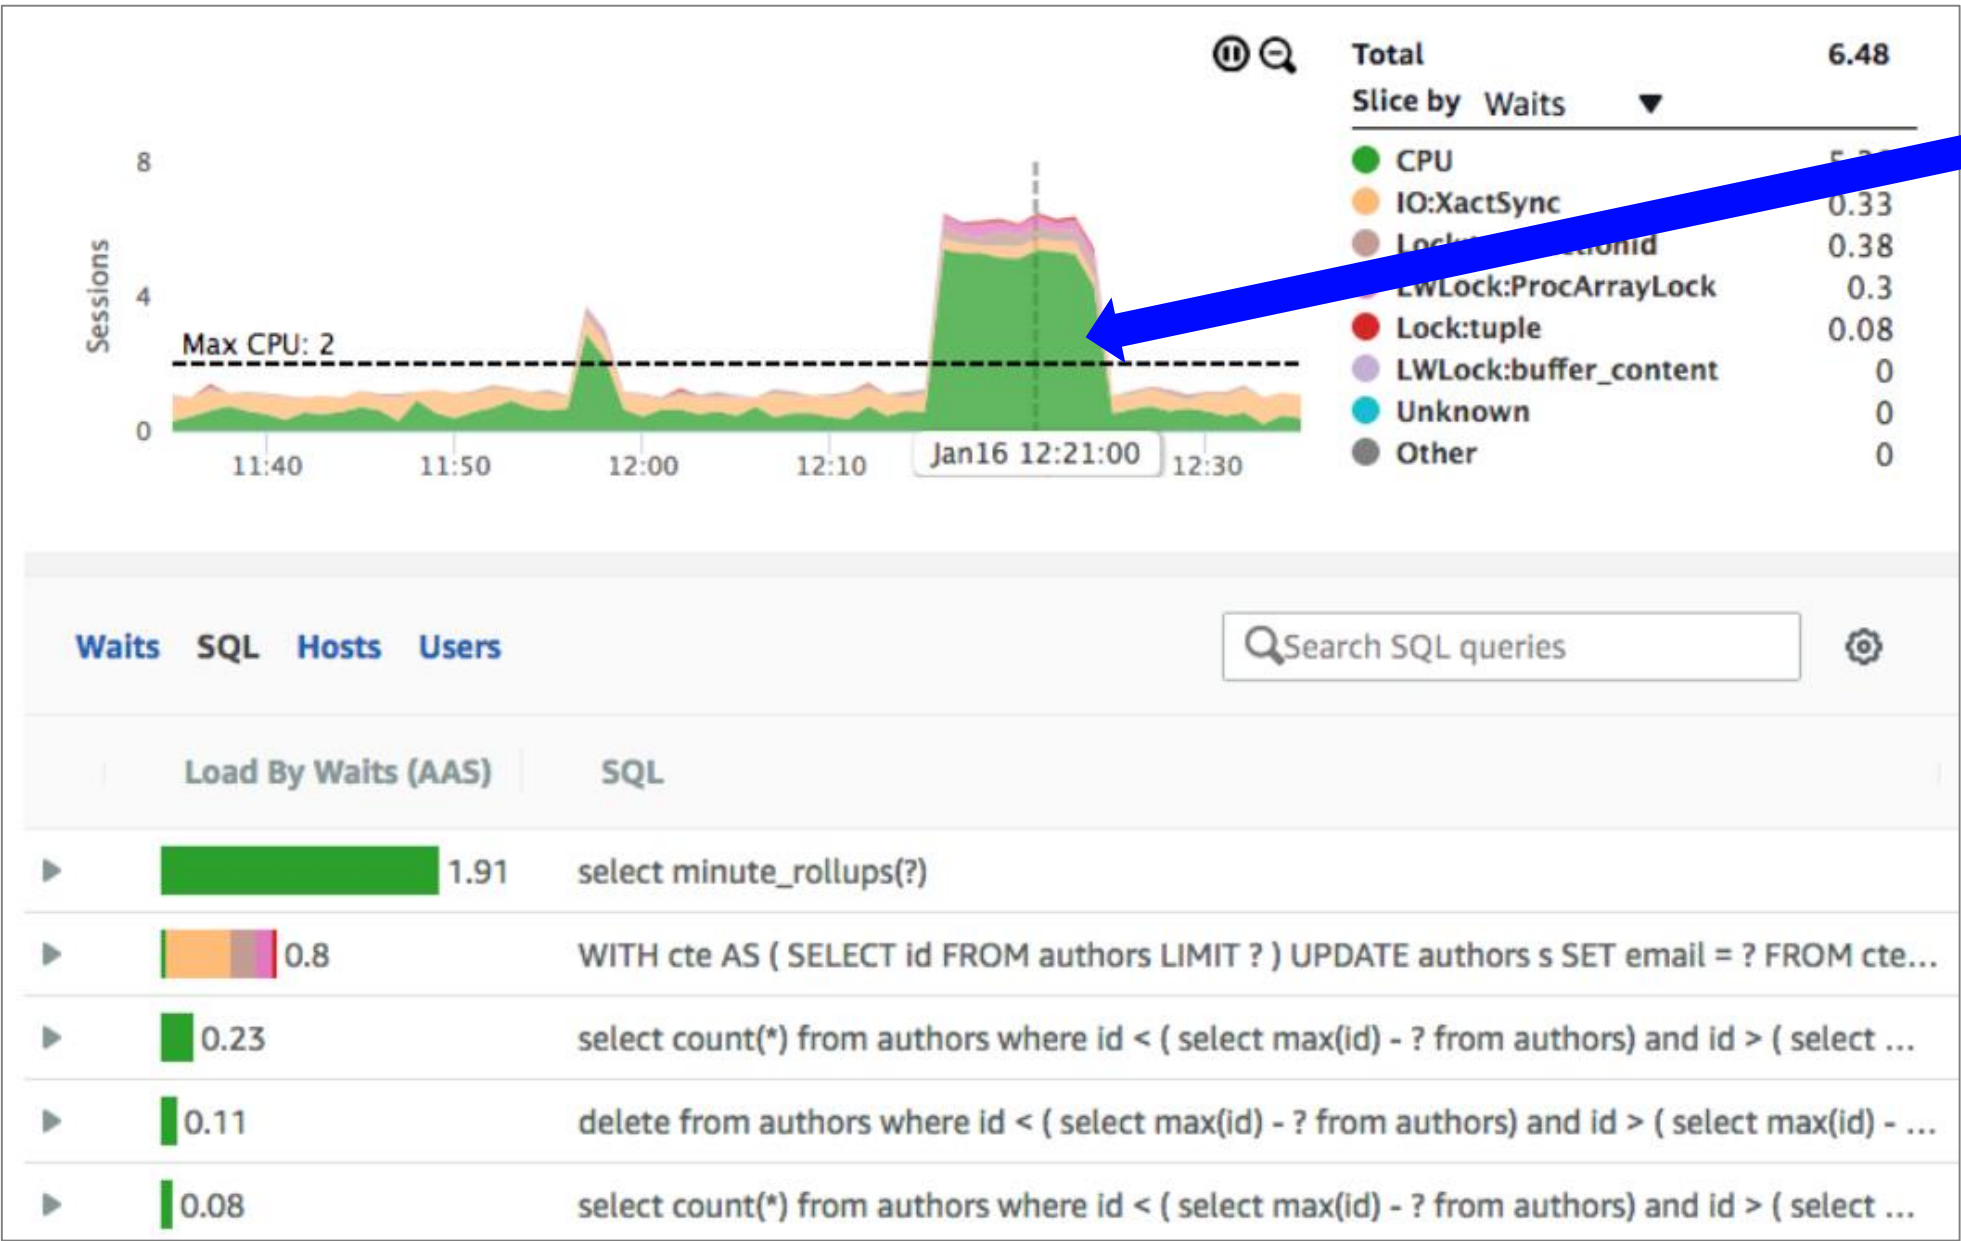 Total 6.48
Slice by Waits
8
4
0
Sessions
Max CPU: 2
11:40 11:50 12:00 12:10 Jan16 12:21:00 12:30
CPU
IO:XactSync 0.33
0.38
LWLock:ProcArrayLock 0.3
Lock:tuple 0.08
LWLock:buffer_content 0
Unknown 0
Other 0
Waits SQL Hosts Users Search SQL queries
Load By Waits (AAS) SQL
1.91 select minute_rollups(?)
0.8 WITH cte AS ( SELECT id FROM authors LIMIT ? ) UPDATE authors s SET email = ? FROM cte...
0.23 select count(*) from authors where id < ( select max(id) - ? from authors) and id > ( select ...
0.11 delete from authors where id < ( select max(id) - ? from authors) and id > ( select max(id) - ...
0.08 select count(*) from authors where id < ( select max(id) - ? from authors) and id > ( select ...